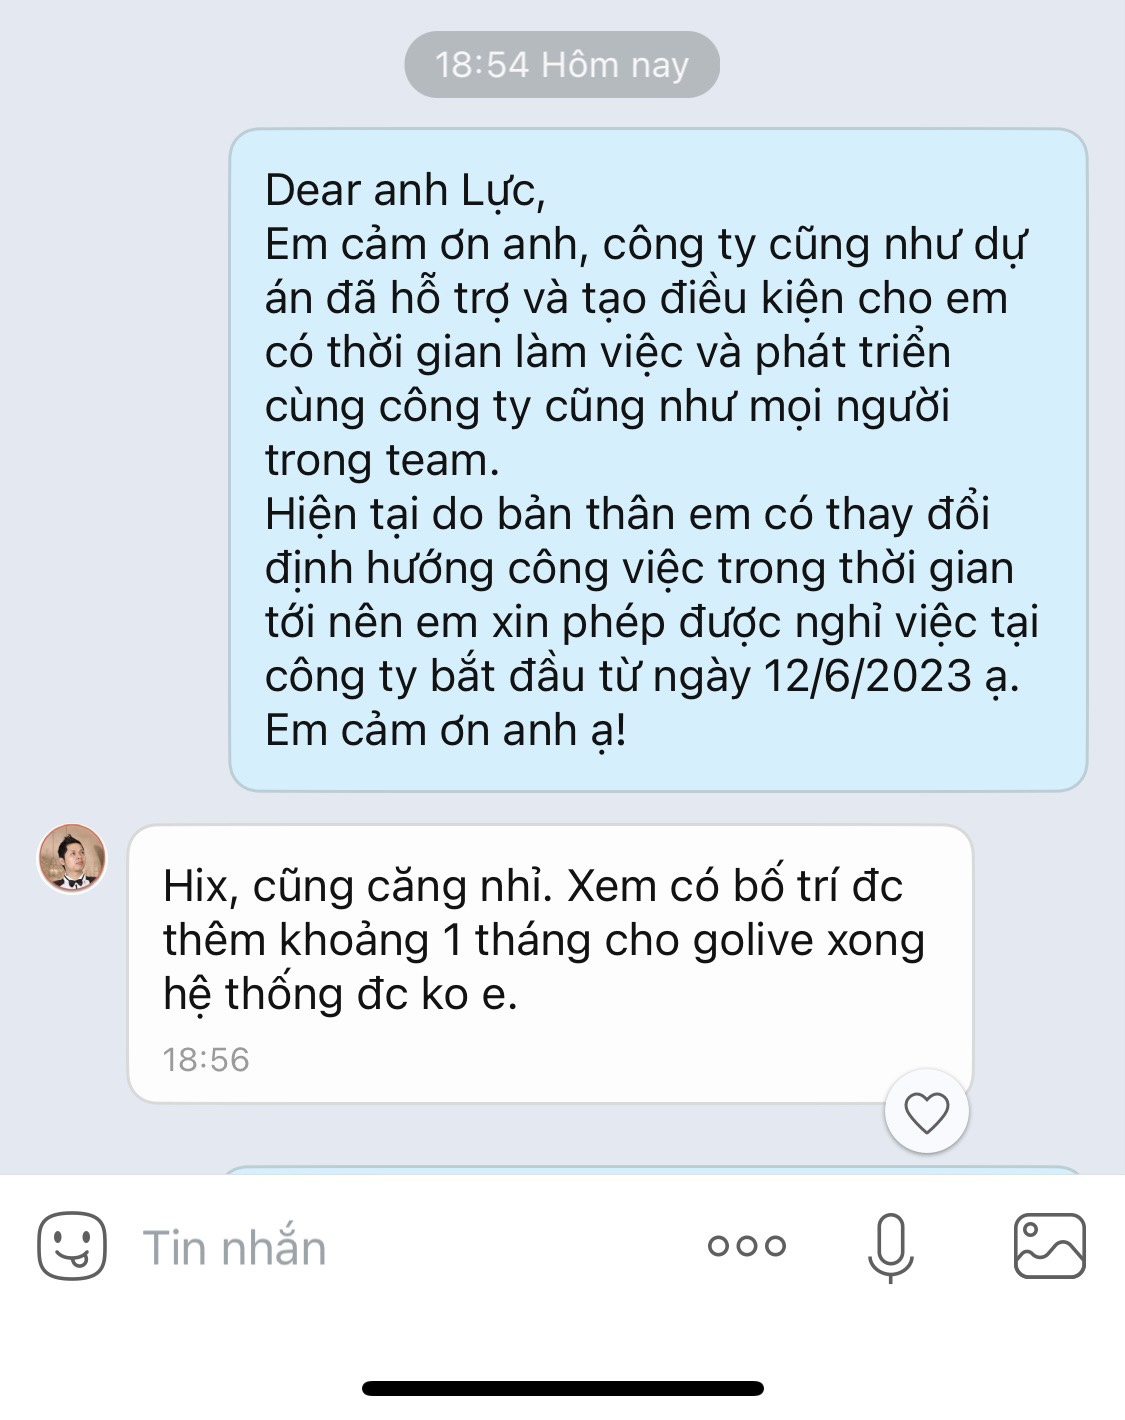 18:54 Hôm nay
Dear anh Lực,
Em cảm ơn anh, công ty cũng như dự
án đã hỗ trợ và tạo điều kiện cho em
có thời gian làm việc và phát triển
cùng công ty cũng như mọi người
trong team.
Hiện tại do bản thân em có thay đổi
định hướng công việc trong thời gian
tới nên em xin phép được nghỉ việc tại
công ty bắt đầu từ ngày 12/6/2023 ạ.
Em cảm ơn anh ạ!
Hix, cũng căng nhỉ. Xem có bố trí đc
thêm khoảng 1 tháng cho golive xong
hệ thống đc ko e.
18:56
Tin nhắn